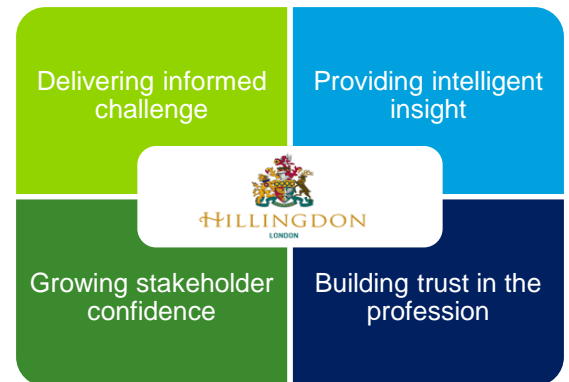 Delivering informed
challenge
Providing intelligent
insight
HILLINGDON
LONDON
Growing stakeholder
confidence
Building trust in the
profession